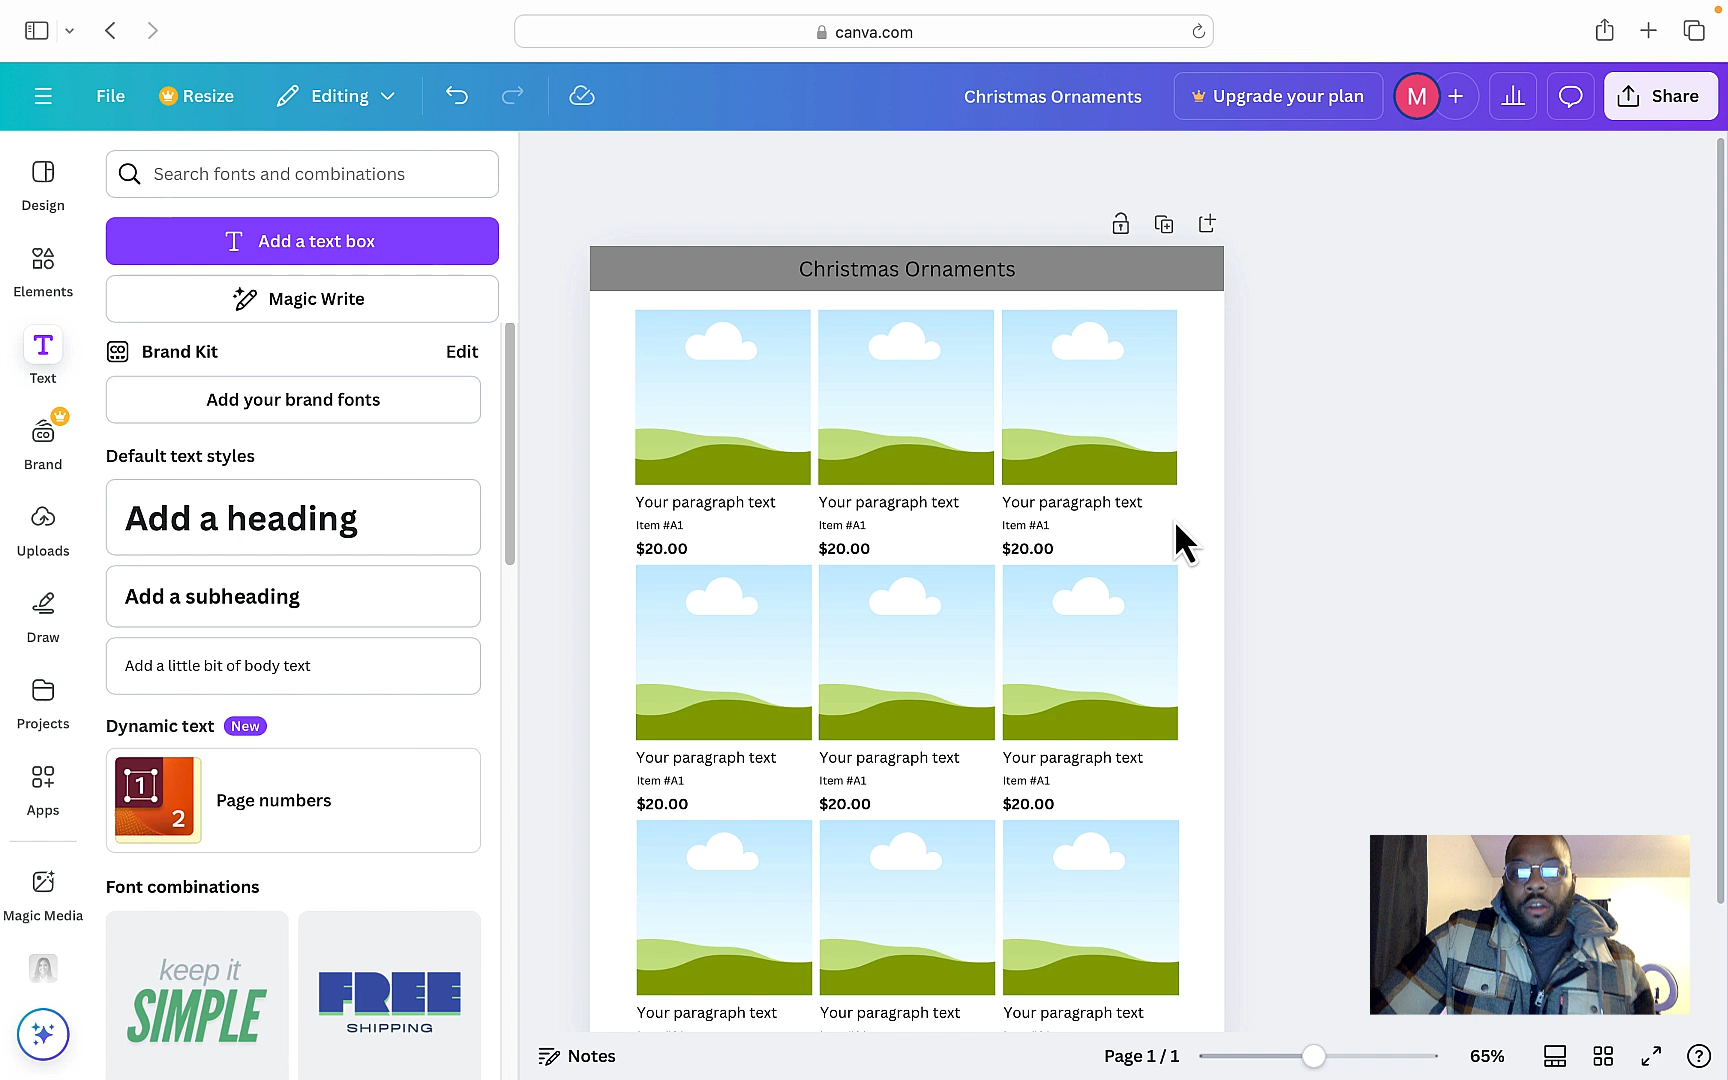 canva.com
File
Resize
Editing
Christmas Ornaments
Upgrade your plan
M
Share
Design
Elements
Text
Brand
Uploads
Draw
Projects
Apps
Magic Media
Search fonts and combinations
Add a text box
Magic Write
Brand Kit
Edit
Add your brand fonts
Default text styles
Add a heading
Add a subheading
Add a little bit of body text
Dynamic text New
1
2
Page numbers
Font combinations
keep it
SIMPLE
FREE
SHIPPING
Christmas Ornaments
Your paragraph text Your paragraph text Your paragraph text
Item #A1 Item #A1 Item #A1
$20.00 $20.00 $20.00
Your paragraph text Your paragraph text Your paragraph text
Item #A1 Item #A1 Item #A1
$20.00 $20.00 $20.00
Your paragraph text Your paragraph text Your paragraph text
Notes
Page 1 / 1
65%